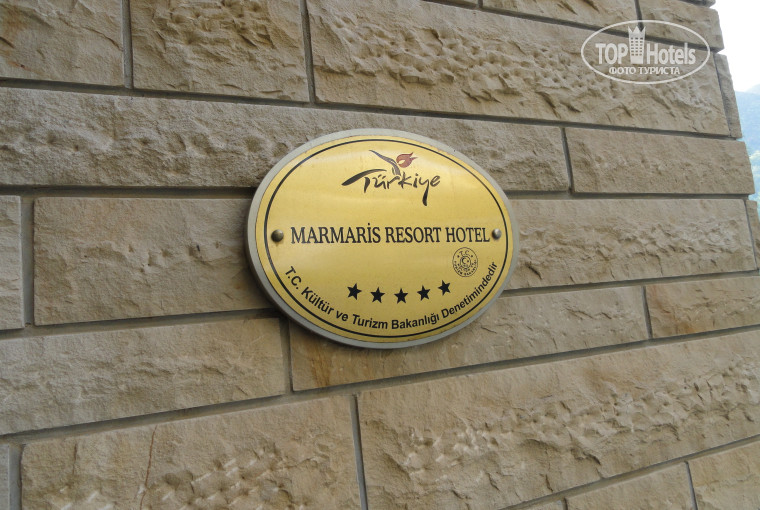 TOP Hotels
ФОТО ТУРИСТА
Türkiye
MARMARİS RESORT HOTEL
T.C. Kültür ve Turizm Bakanlığı Denetimindedir